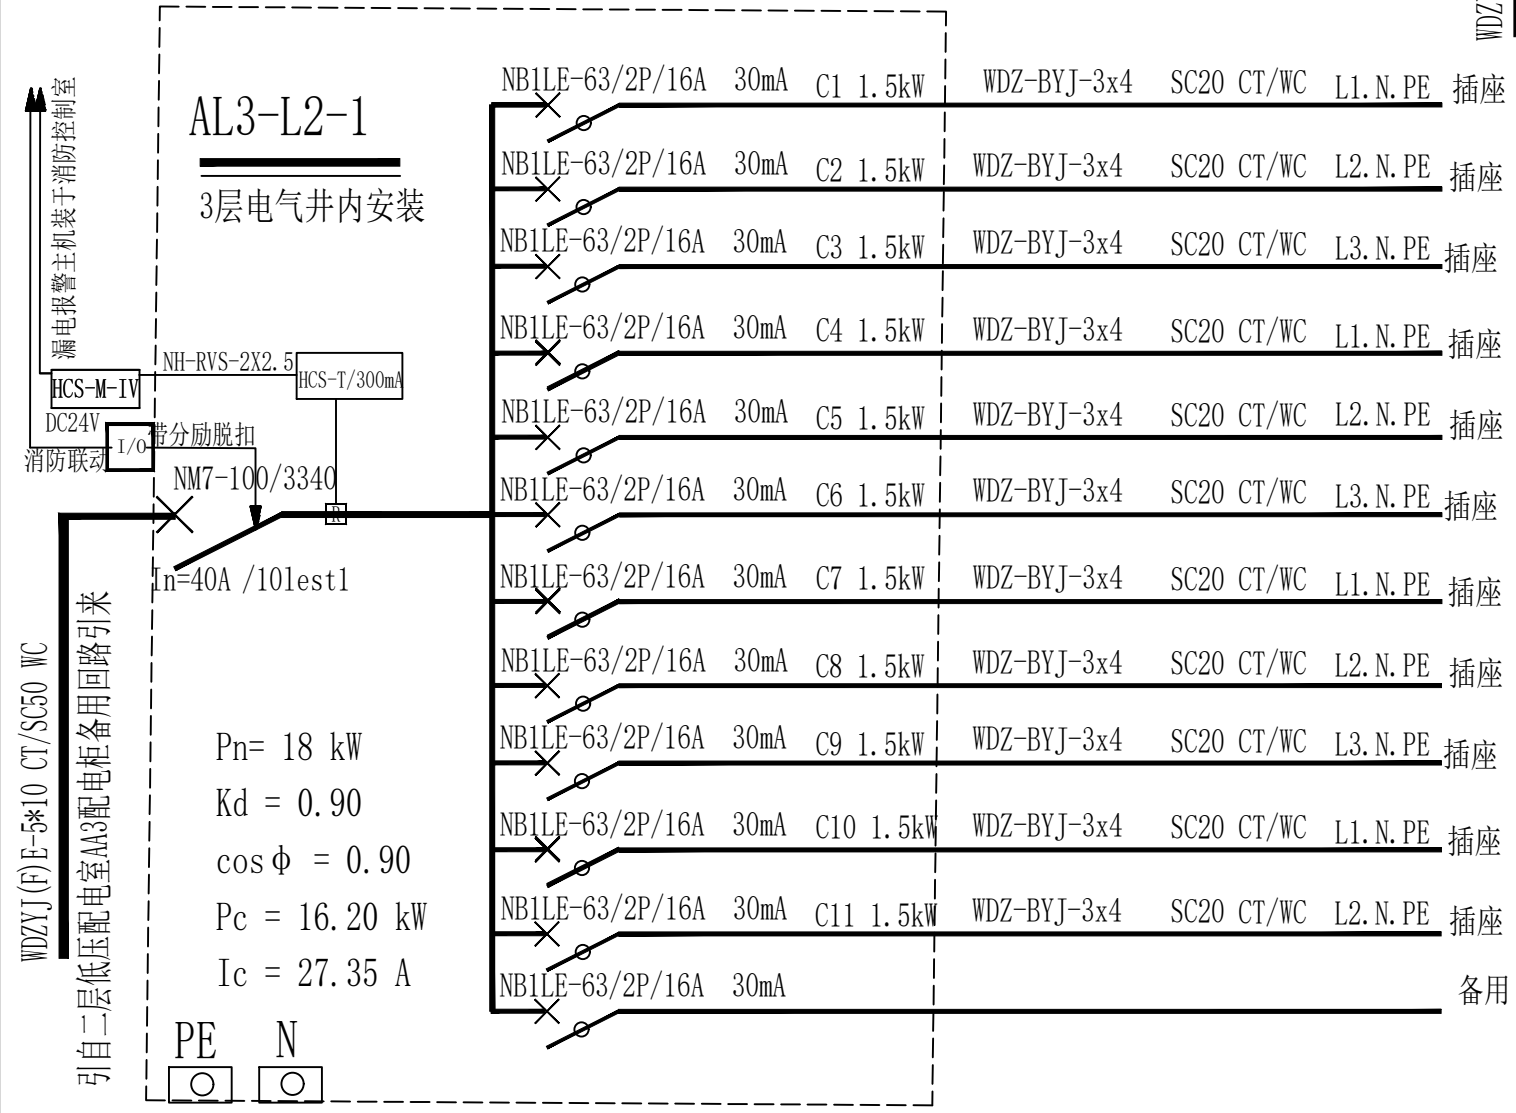 WDZ
AL3-L2-1
3层电气井内安装
漏电报警主机装于消防控制室
NH-RVS-2X2.5
HCS-T/300mA
HCS-M-IV
DC24V
I/O
带分励脱扣
消防联动
NM7-100/3340
R
In=40A /10lest1
WDZYJ(F)E-5*10 CT/SC50 WC
引自二层低压配电室AA3配电柜备用回路引来
Pn= 18 kW
Kd = 0.90
cosφ = 0.90
Pc = 16.20 kW
Ic = 27.35 A
PE N
NB1LE-63/2P/16A 30mA C1 1.5kW WDZ-BYJ-3x4 SC20 CT/WC L1.N.PE 插座
NB1LE-63/2P/16A 30mA C2 1.5kW WDZ-BYJ-3x4 SC20 CT/WC L2.N.PE 插座
NB1LE-63/2P/16A 30mA C3 1.5kW WDZ-BYJ-3x4 SC20 CT/WC L3.N.PE 插座
NB1LE-63/2P/16A 30mA C4 1.5kW WDZ-BYJ-3x4 SC20 CT/WC L1.N.PE 插座
NB1LE-63/2P/16A 30mA C5 1.5kW WDZ-BYJ-3x4 SC20 CT/WC L2.N.PE 插座
NB1LE-63/2P/16A 30mA C6 1.5kW WDZ-BYJ-3x4 SC20 CT/WC L3.N.PE 插座
NB1LE-63/2P/16A 30mA C7 1.5kW WDZ-BYJ-3x4 SC20 CT/WC L1.N.PE 插座
NB1LE-63/2P/16A 30mA C8 1.5kW WDZ-BYJ-3x4 SC20 CT/WC L2.N.PE 插座
NB1LE-63/2P/16A 30mA C9 1.5kW WDZ-BYJ-3x4 SC20 CT/WC L3.N.PE 插座
NB1LE-63/2P/16A 30mA C10 1.5kW WDZ-BYJ-3x4 SC20 CT/WC L1.N.PE 插座
NB1LE-63/2P/16A 30mA C11 1.5kW WDZ-BYJ-3x4 SC20 CT/WC L2.N.PE 插座
NB1LE-63/2P/16A 30mA 备用